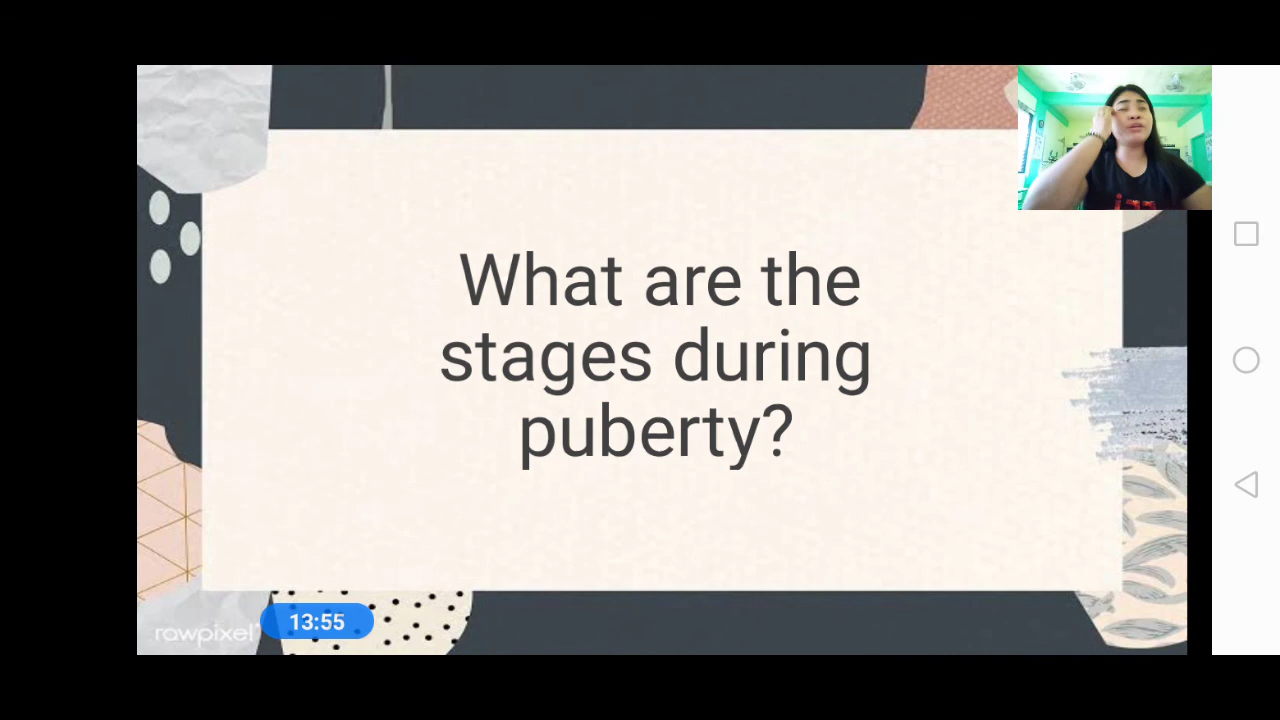 What are the
stages during
puberty?
13:55
rawpixel